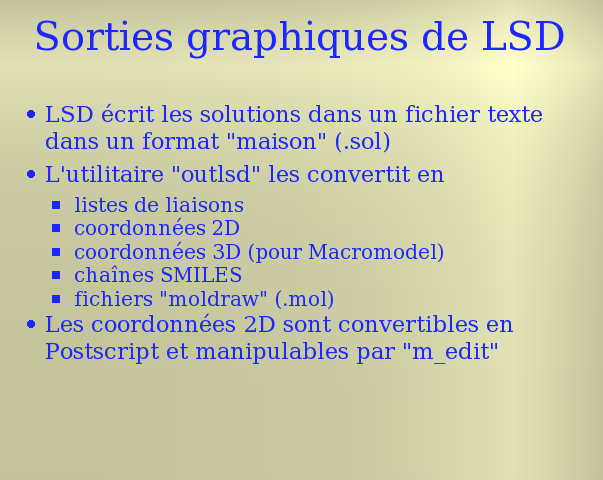 Sorties graphiques de LSD
LSD écrit les solutions dans un fichier texte
dans un format "maison" (.sol)
L'utilitaire "outlsd" les convertit en
listes de liaisons
coordonnées 2D
coordonnées 3D (pour Macromodel)
chaînes SMILES
fichiers "moldraw" (.mol)
Les coordonnées 2D sont convertibles en
Postscript et manipulables par "m_edit"